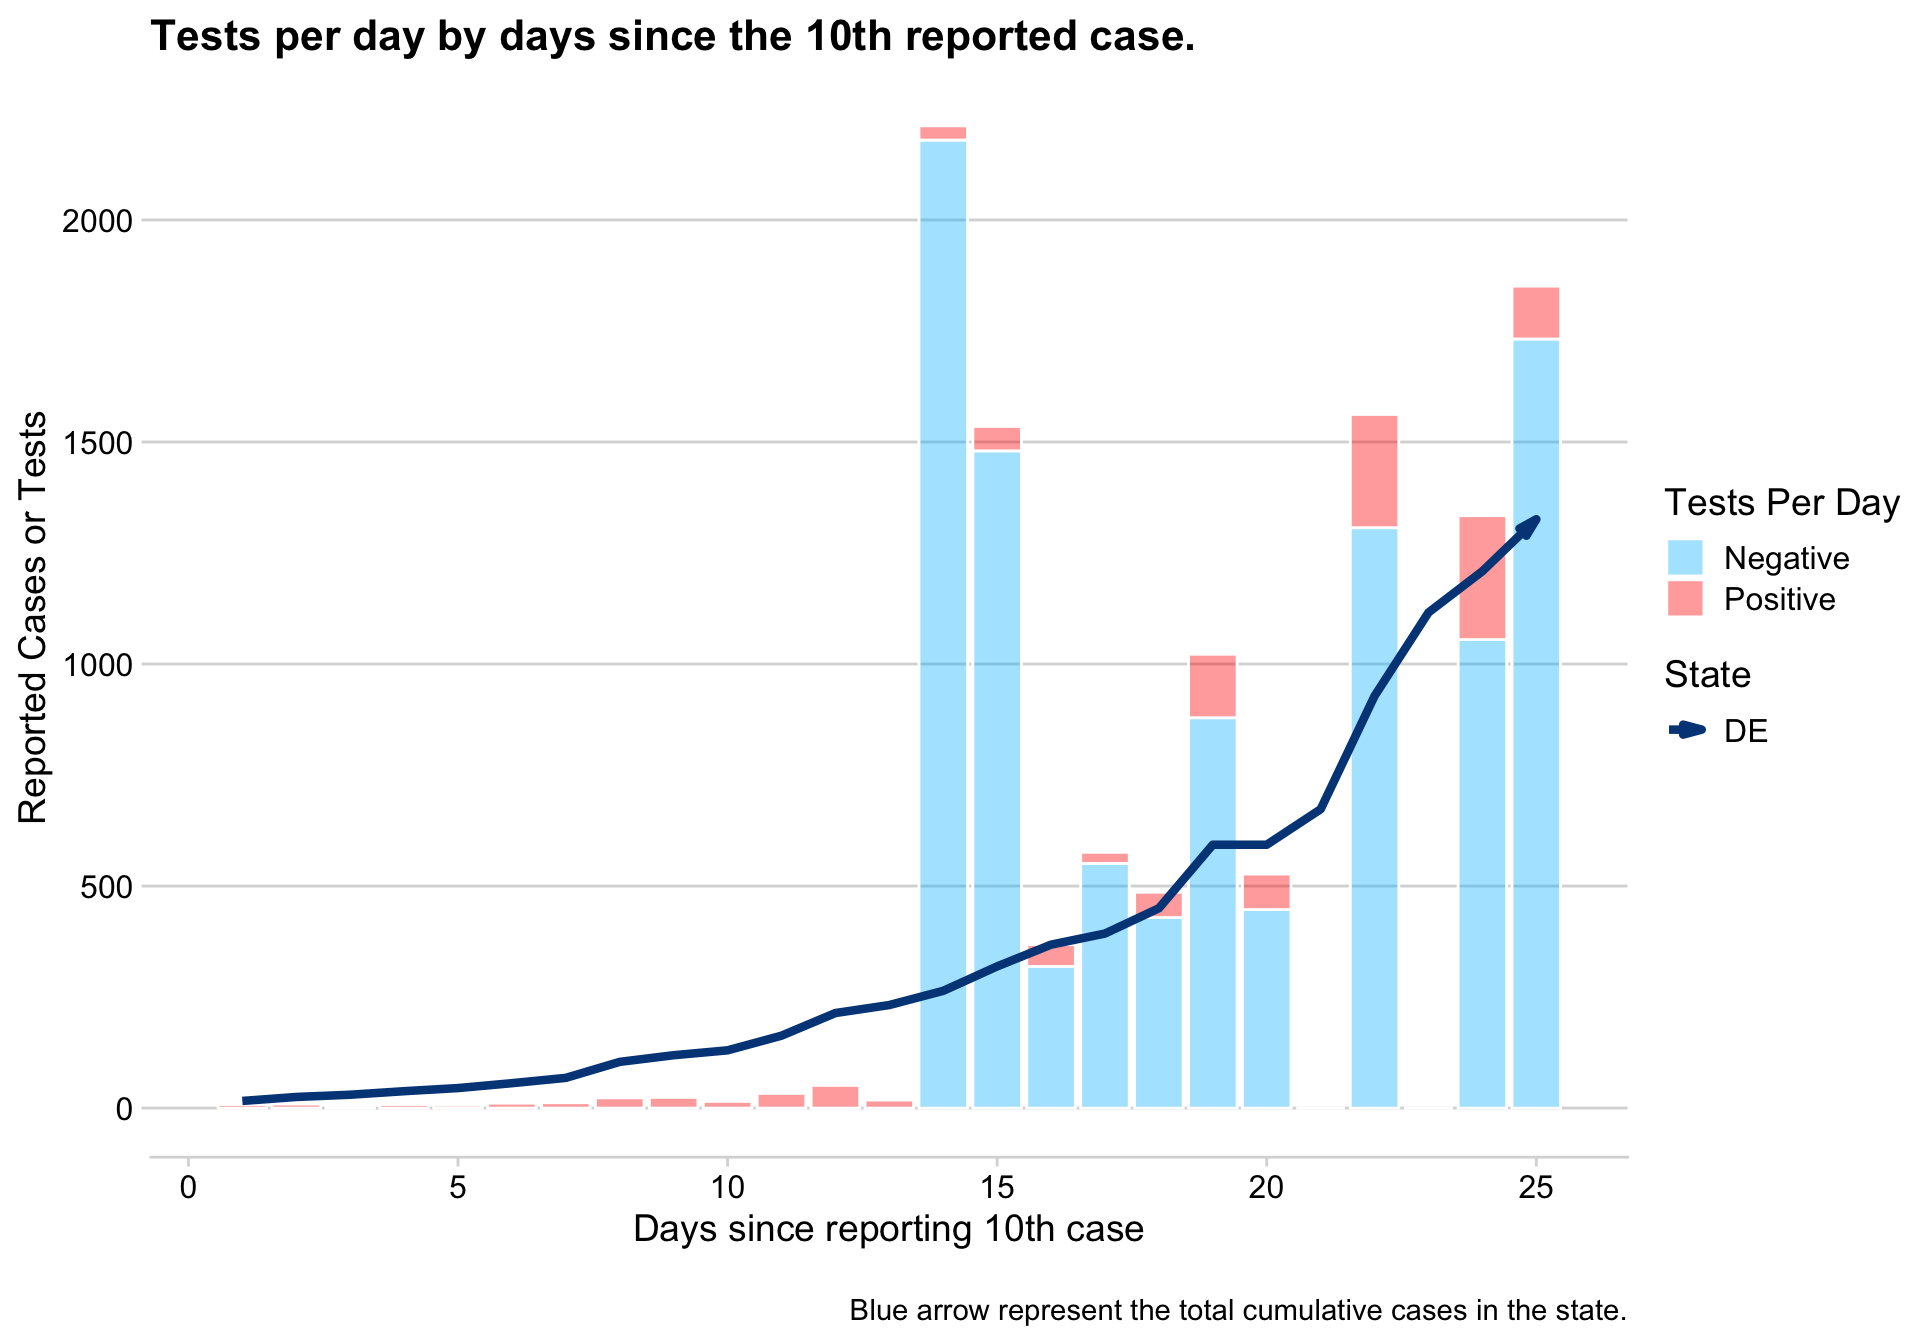 Tests per day by days since the 10th reported case.
Reported Cases or Tests
2000
1500
1000
500
0
0 5 10 15 20 25
Days since reporting 10th case
Tests Per Day
Negative
Positive
State
DE
Blue arrow represent the total cumulative cases in the state.